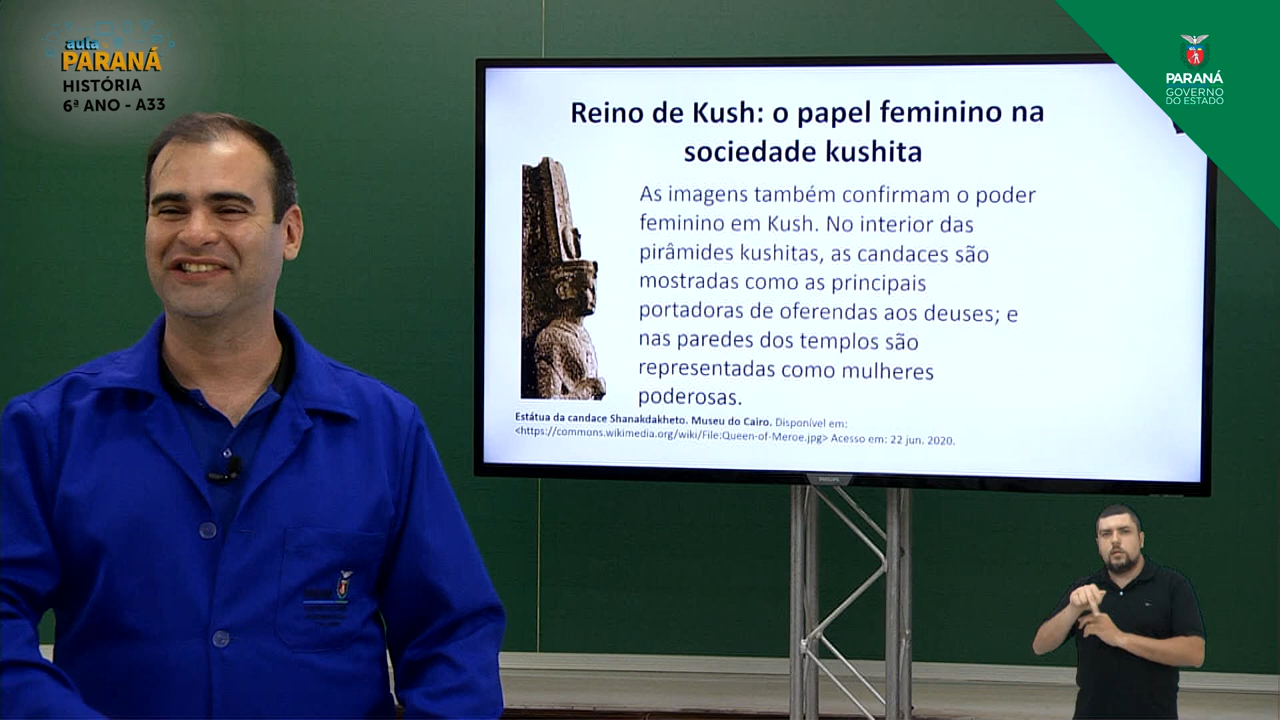 aula
PARANÁ
HISTÓRIA
6ª ANO - A33
PARANÁ
GOVERNO
DO ESTADO
Reino de Kush: o papel feminino na
sociedade kushita
As imagens também confirmam o poder
feminino em Kush. No interior das
pirâmides kushitas, as candaces são
mostradas como as principais
portadoras de oferendas aos deuses; e
nas paredes dos templos são
representadas como mulheres
poderosas.
Estátua da candace Shanakdakheto. Museu do Cairo. Disponível em:
<https://commons.wikimedia.org/wiki/File:Queen-of-Meroe.jpg> Acesso em: 22 jun. 2020.
PHILIPS